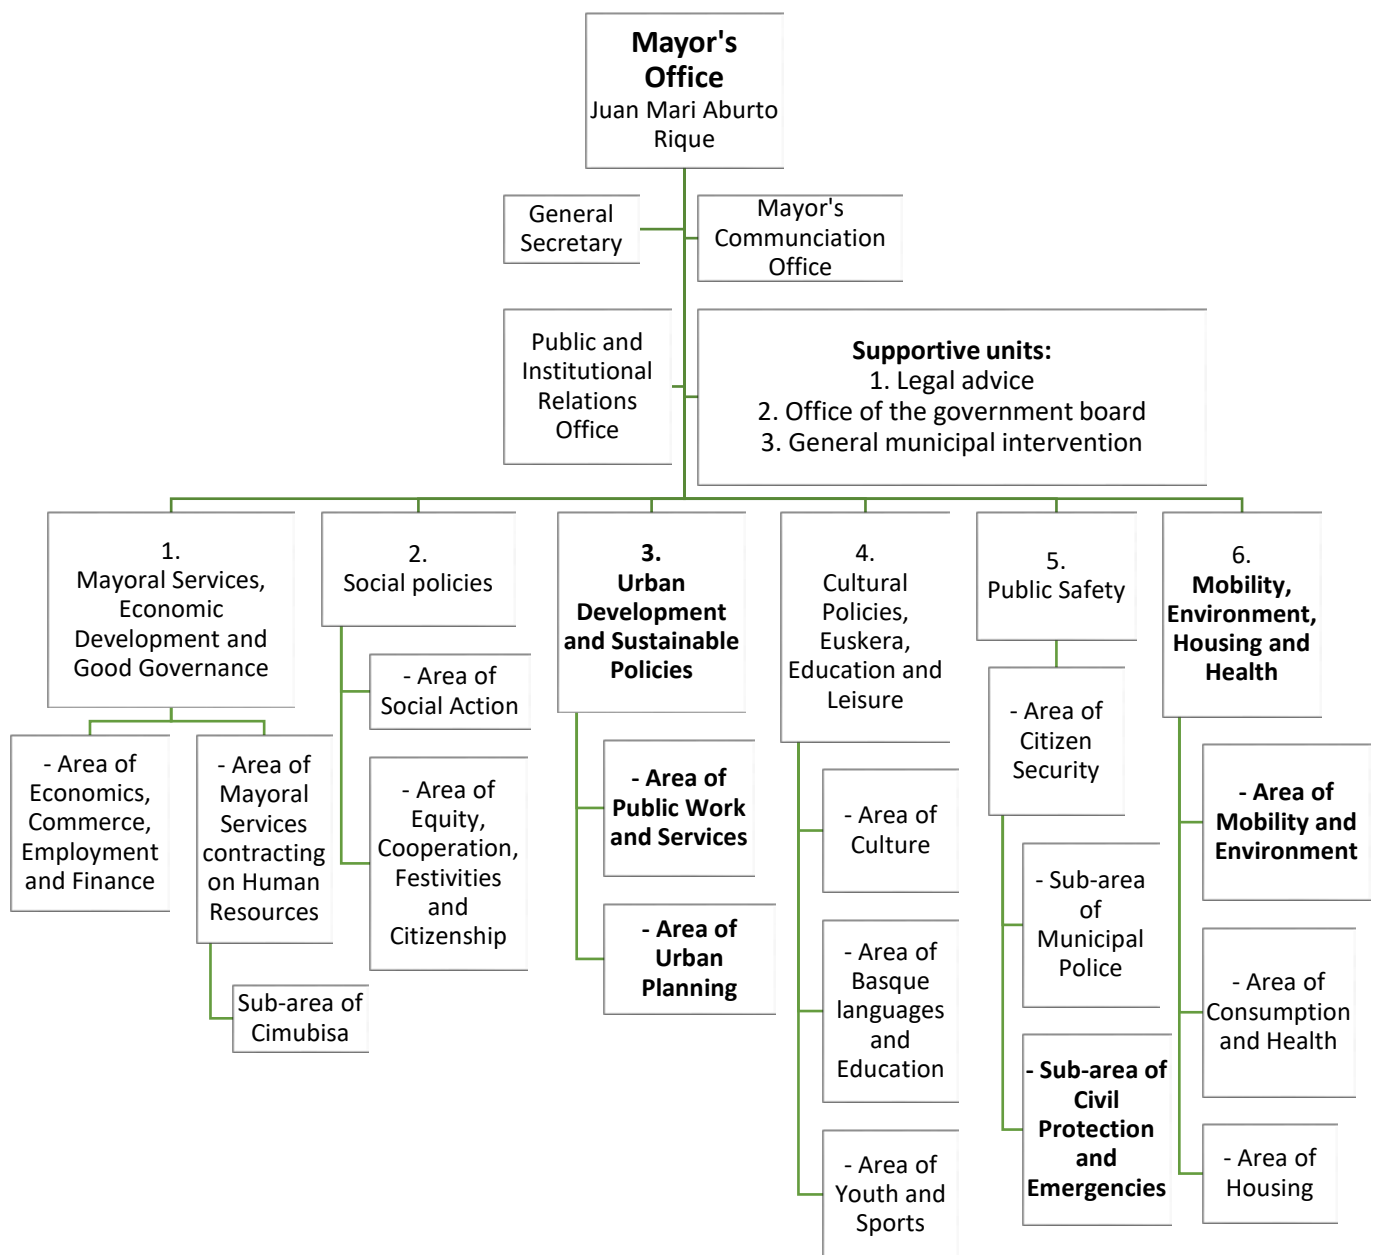 Mayor's
Office
Juan Mari Aburto
Rique
General
Secretary
Mayor's
Communciation
Office
Public and
Institutional
Relations
Office
Supportive units:
1. Legal advice
2. Office of the government board
3. General municipal intervention
1.
Mayoral Services,
Economic
Development and
Good Governance
- Area of
Economics,
Commerce,
Employment
and Finance
- Area of
Mayoral
Services
contracting
on Human
Resources
Sub-area of
Cimubisa
2.
Social policies
- Area of
Social Action
- Area of
Equity,
Cooperation,
Festivities
and
Citizenship
3.
Urban
Development
and Sustainable
Policies
- Area of
Public Work
and Services
- Area of
Urban
Planning
4.
Cultural
Policies,
Euskera,
Education and
Leisure
- Area of
Culture
- Area of
Basque
languages
and
Education
- Area of
Youth and
Sports
5.
Public Safety
- Area of
Citizen
Security
- Sub-area
of
Municipal
Police
- Sub-area of
Civil
Protection
and
Emergencies
6.
Mobility,
Environment,
Housing and
Health
- Area of
Mobility and
Environment
- Area of
Consumption
and Health
- Area of
Housing